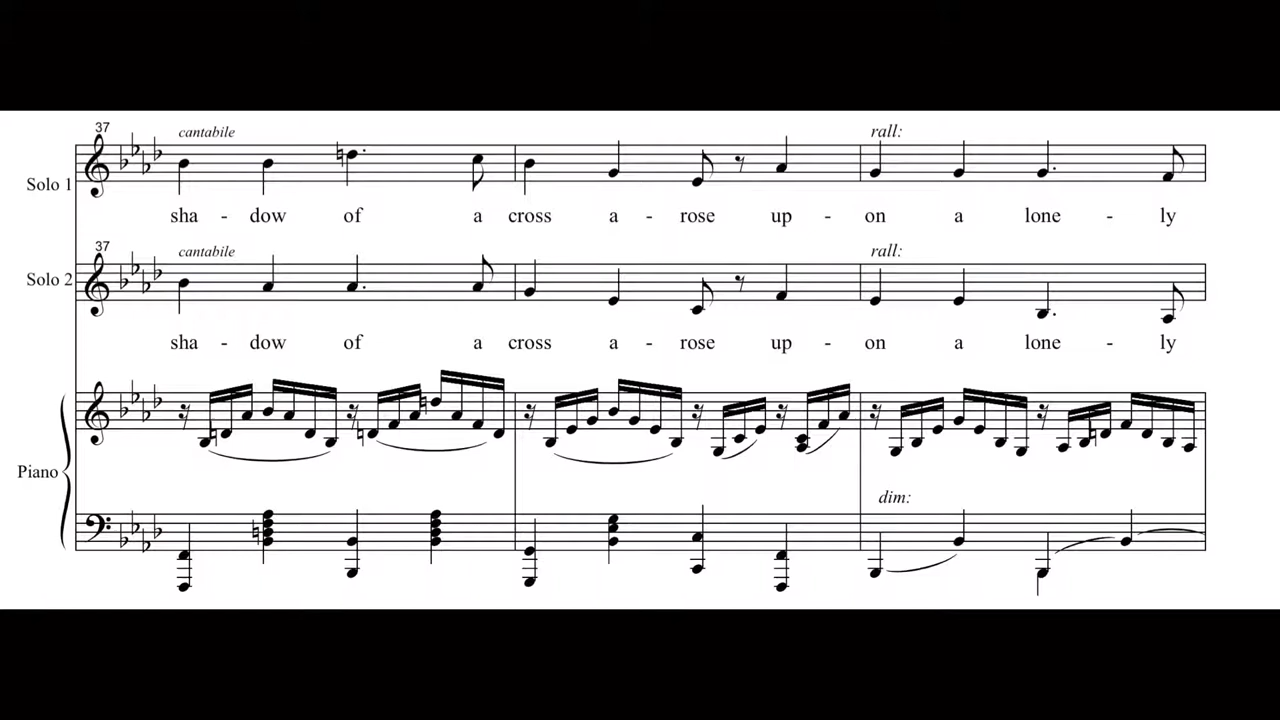 37 cantabile rall:
Solo 1
sha - dow of a cross a - rose up - on a lone - ly
37 cantabile rall:
Solo 2
sha - dow of a cross a - rose up - on a lone - ly
Piano
dim: